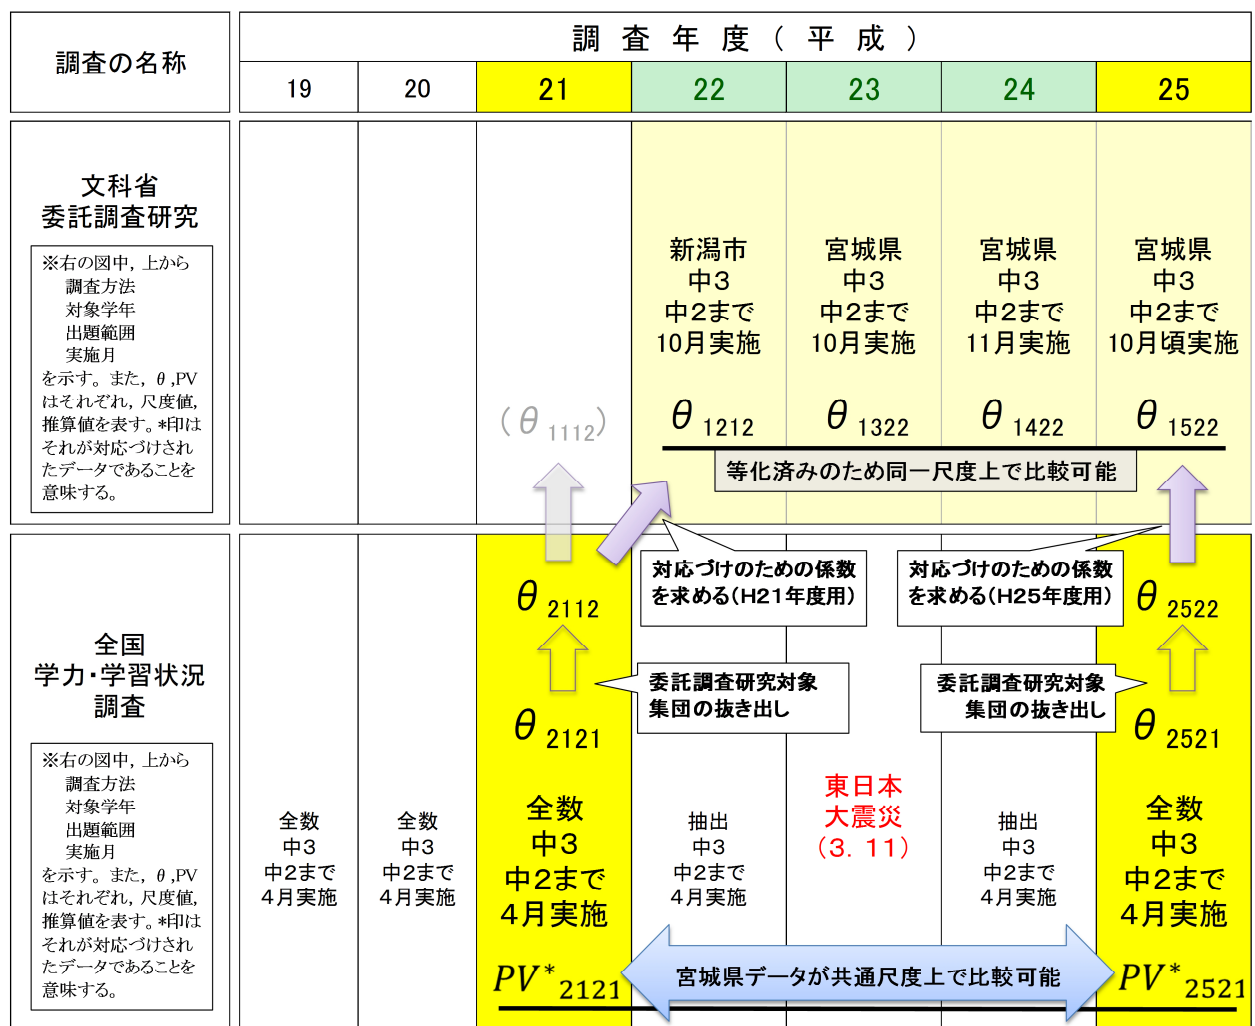 調査の名称
調査年度(平成)
19
20
21
22
23
24
25
文科省
委託調査研究
※右の図中，上から
調査方法
対象学年
出題範囲
実施月
を示す。また，θ,PV
はそれぞれ，尺度値，
推算値を表す。*印は
それが対応づけされ
たデータであることを
意味する。
(θ1112)
新潟市
中3
中2まで
10月実施
θ1212
宮城県
中3
中2まで
10月実施
θ1322
宮城県
中3
中2まで
11月実施
θ1422
宮城県
中3
中2まで
10月頃実施
θ1522
等化済みのため同一尺度上で比較可能
対応づけのための係数
を求める(H21年度用)
対応づけのための係数
を求める(H25年度用)
全国
学力・学習状況
調査
※右の図中，上から
調査方法
対象学年
出題範囲
実施月
を示す。また，θ,PV
はそれぞれ，尺度値，
推算値を表す。*印は
それが対応づけされ
たデータであることを
意味する。
全数
中3
中2まで
4月実施
全数
中3
中2まで
4月実施
θ2112
委託調査研究対象
集団の抜き出し
θ2121
全数
中3
中2まで
4月実施
PV*2121
抽出
中3
中2まで
4月実施
東日本
大震災
(3. 11)
抽出
中3
中2まで
4月実施
θ2522
委託調査研究対象
集団の抜き出し
θ2521
全数
中3
中2まで
4月実施
PV*2521
宮城県データが共通尺度上で比較可能